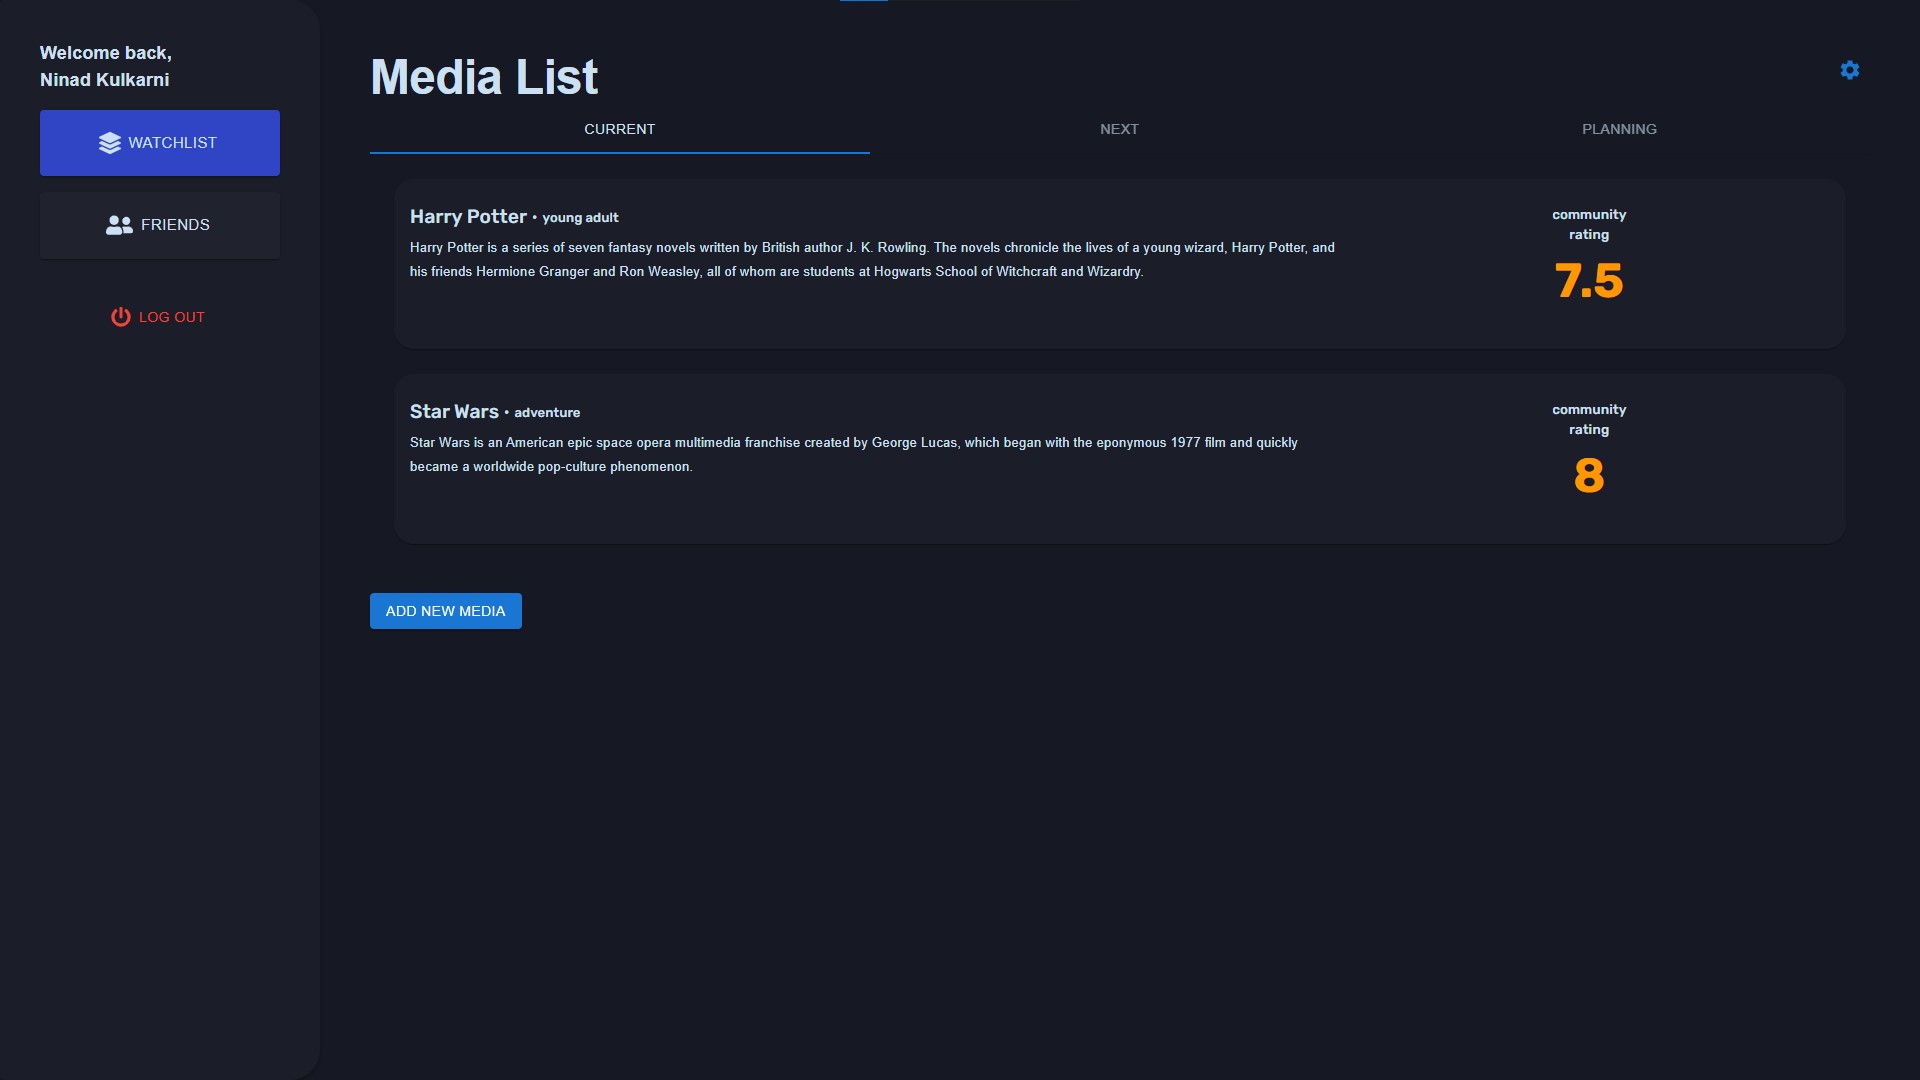 Welcome back,
Ninad Kulkarni
WATCHLIST
FRIENDS
LOG OUT
Media List
CURRENT
NEXT
PLANNING
Harry Potter • young adult
Harry Potter is a series of seven fantasy novels written by British author J. K. Rowling. The novels chronicle the lives of a young wizard, Harry Potter, and
his friends Hermione Granger and Ron Weasley, all of whom are students at Hogwarts School of Witchcraft and Wizardry.
community
rating
7.5
Star Wars • adventure
Star Wars is an American epic space opera multimedia franchise created by George Lucas, which began with the eponymous 1977 film and quickly
became a worldwide pop-culture phenomenon.
community
rating
8
ADD NEW MEDIA